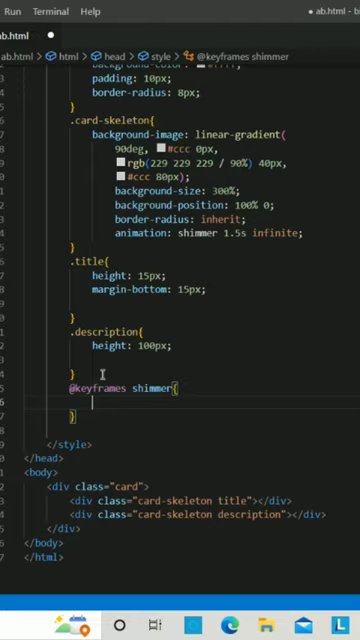 Run Terminal Help ab.html - b
ab.html
ab.html > html > head > style > @keyframes shimmer
padding: 10px;
border-radius: 8px;
}
.card-skeleton{
background-image: linear-gradient(
90deg, #ccc 0px,
rgb(229 229 229 / 90%) 40px,
#ccc 80px);
background-size: 300%;
background-position: 100% 0;
border-radius: inherit;
animation: shimmer 1.5s infinite;
}
.title{
height: 15px;
margin-bottom: 15px;
}
.description{
height: 100px;
}
@keyframes shimmer{
}
</style>
</head>
<body>
<div class="card">
<div class="card-skeleton title"></div>
<div class="card-skeleton description"></div>
</div>
</body>
</html>